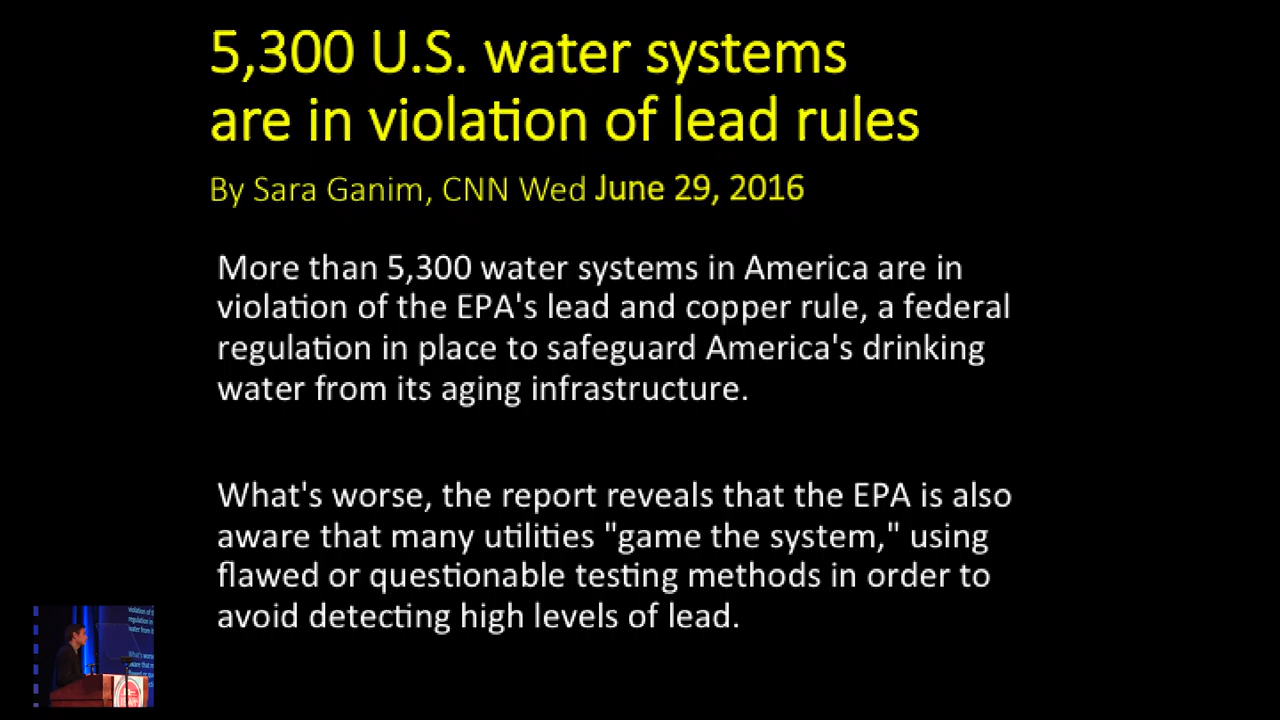 5,300 U.S. water systems
are in violation of lead rules
By Sara Ganim, CNN Wed June 29, 2016
More than 5,300 water systems in America are in
violation of the EPA's lead and copper rule, a federal
regulation in place to safeguard America's drinking
water from its aging infrastructure.
What's worse, the report reveals that the EPA is also
aware that many utilities "game the system," using
flawed or questionable testing methods in order to
avoid detecting high levels of lead.